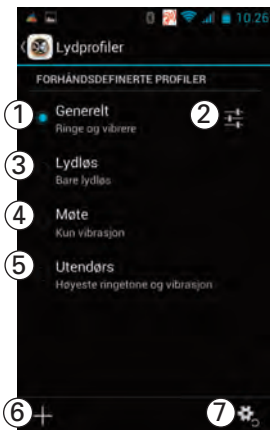 24 10.26
Lydprofiler
FORHÅNDSDEFINERTE PROFILER
1 Generelt 2
Ringe og vibrere
3 Lydløs
Bare lydløs
4 Møte
Kun vibrasjon
5 Utendørs
Høyeste ringetone og vibrasjon
6 7